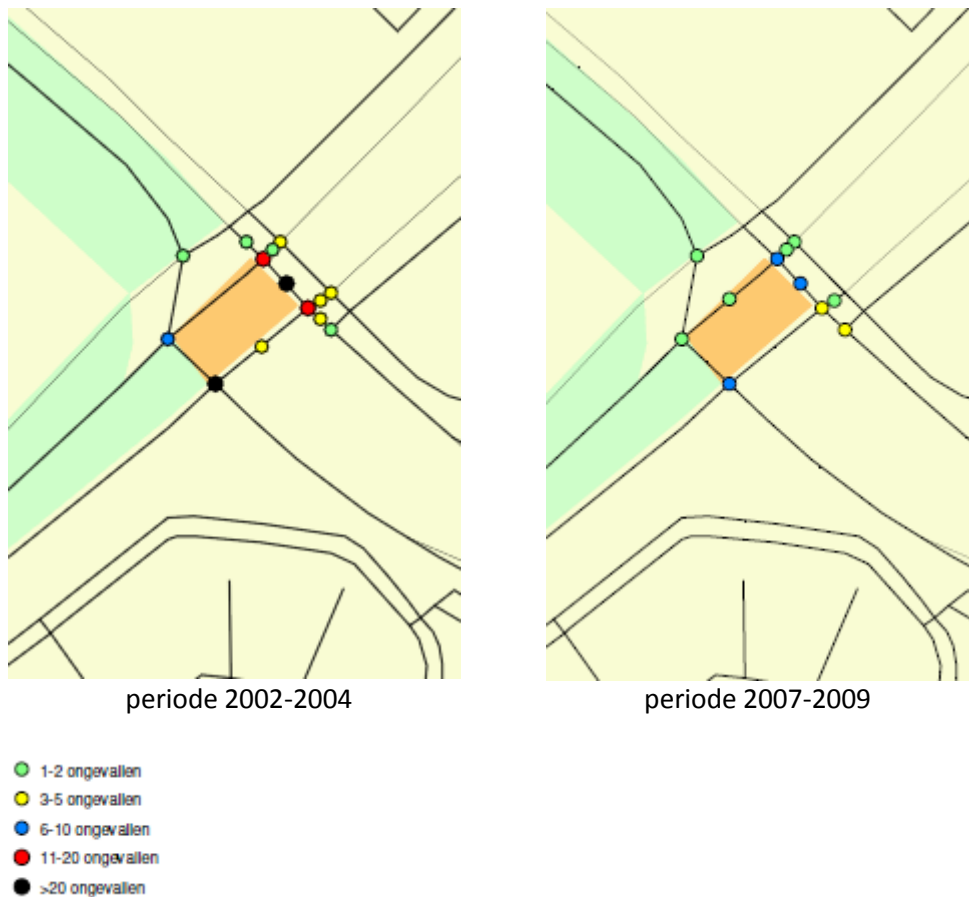 periode 2002-2004
periode 2007-2009
1-2 ongevallen
3-5 ongevallen
6-10 ongevallen
11-20 ongevallen
>20 ongevallen